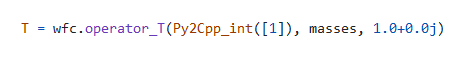 T = wfc.operator_T(Py2Cpp_int([1]), masses, 1.0+0.0j)